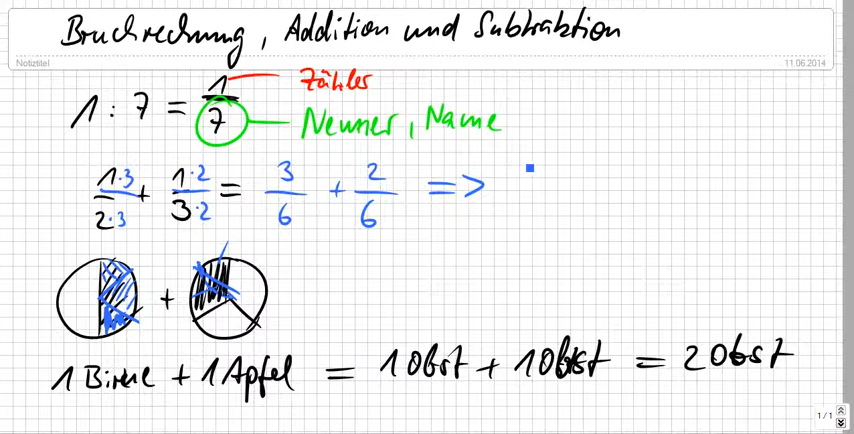 Bruchrechnung, Addition und Subtraktion
Notiztitel 11.06.2014
1 : 7 = 1/7 Zähler
Nenner, Name
1·3/2·3 + 1·2/3·2 = 3/6 + 2/6 =>
+
1 Birne + 1 Apfel = 1 Obst + 1 Obst = 2 Obst
1/1